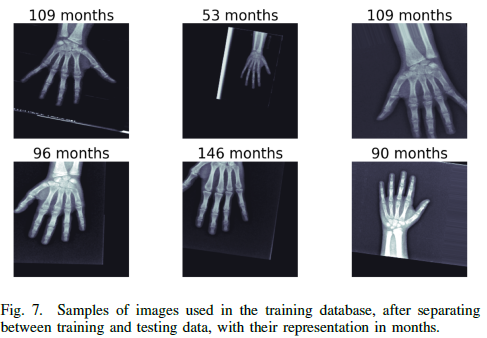 109 months 53 months 109 months
96 months 146 months 90 months
Fig. 7. Samples of images used in the training database, after separating
between training and testing data, with their representation in months.